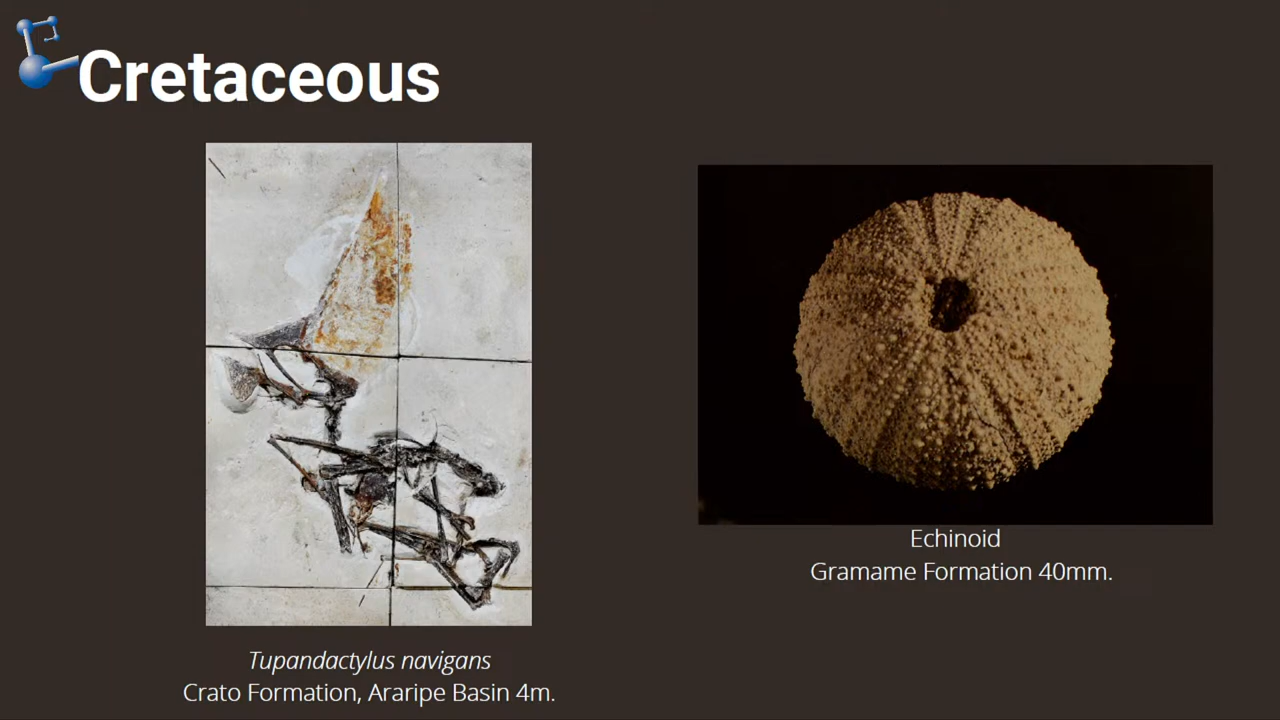 Cretaceous
Tupandactylus navigans
Crato Formation, Araripe Basin 4m.
Echinoid
Gramame Formation 40mm.